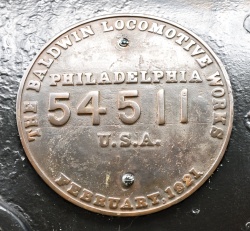 THE BALDWIN LOCOMOTIVE WORKS
PHILADELPHIA
54511
U.S.A.
FEBRUARY, 1921